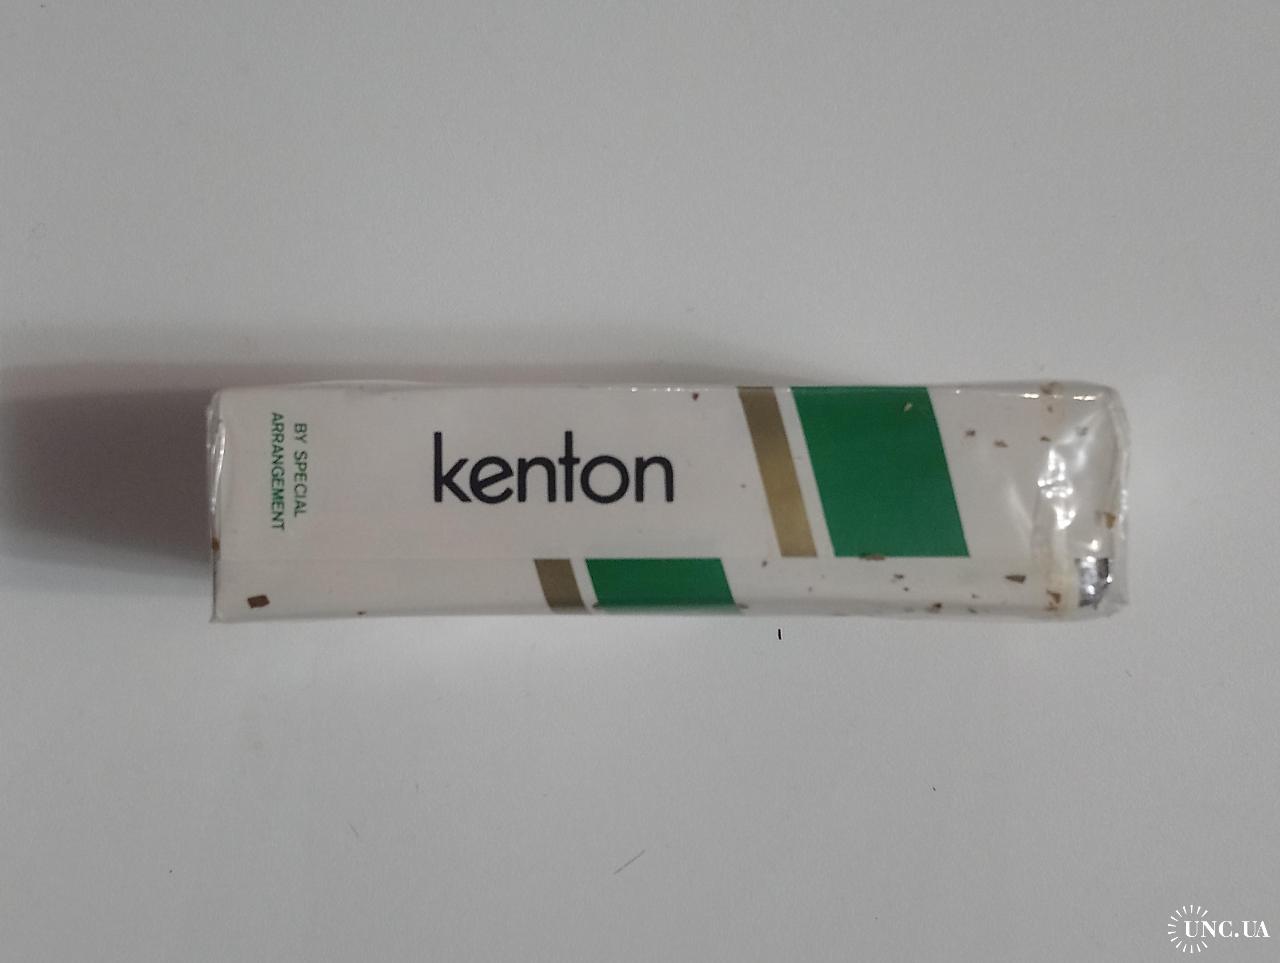 BY SPECIAL
ARRANGEMENT
kenton
UNC.UA